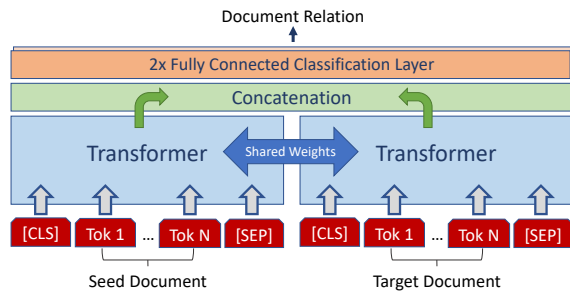 Document Relation
2x Fully Connected Classification Layer
Concatenation
Transformer
Shared Weights
Transformer
[CLS] Tok 1 ... Tok N [SEP] [CLS] Tok 1 ... Tok N [SEP]
Seed Document
Target Document